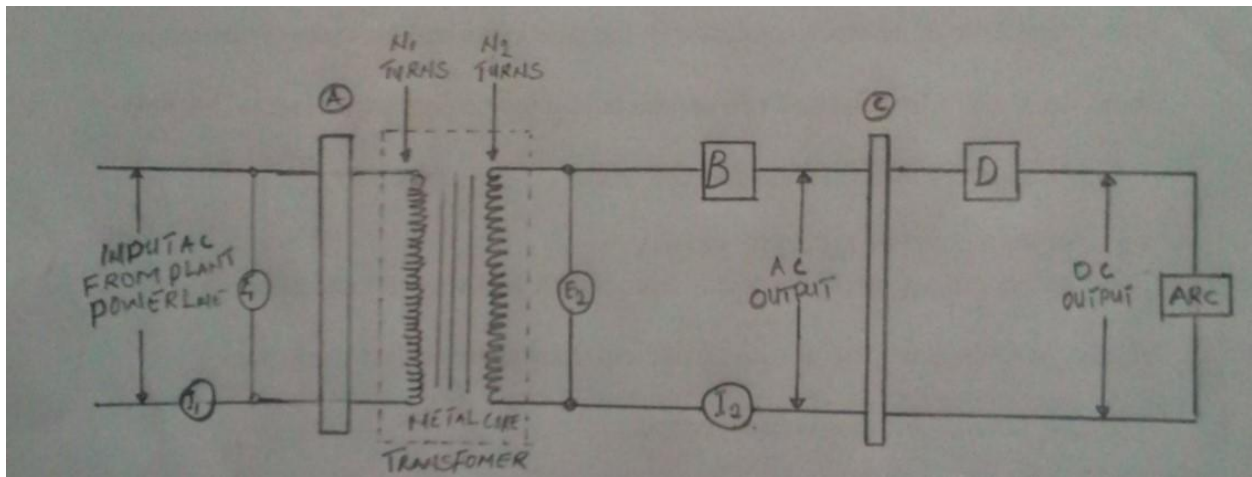 N1
TURNS
N2
TURNS
A
C
B
D
INPUT AC
FROM PLANT
POWERLINE
E1
E2
AC
OUTPUT
DC
OUTPUT
ARC
I1
I2
METAL CORE
TRANSFOMER